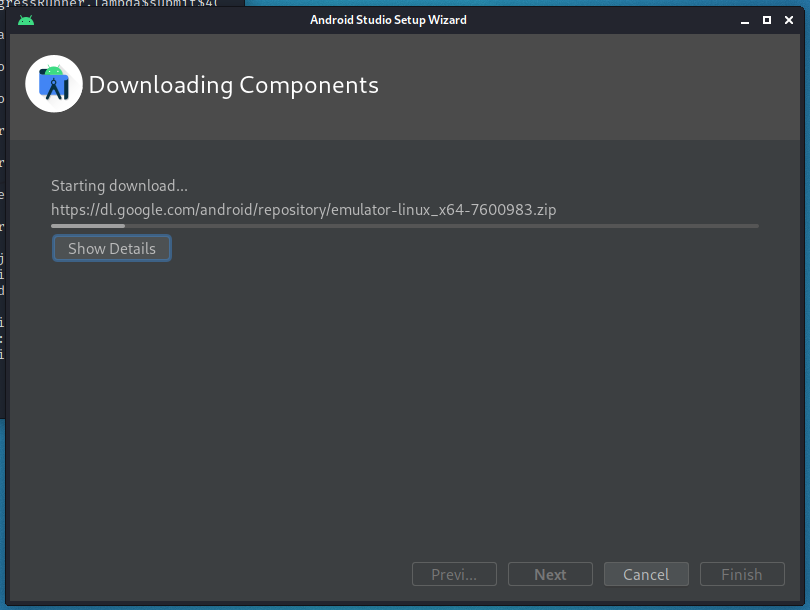 gressRunner.lambda$submit$4(
Android Studio Setup Wizard
Downloading Components
Starting download...
https://dl.google.com/android/repository/emulator-linux_x64-7600983.zip
Show Details
Previ...
Next
Cancel
Finish